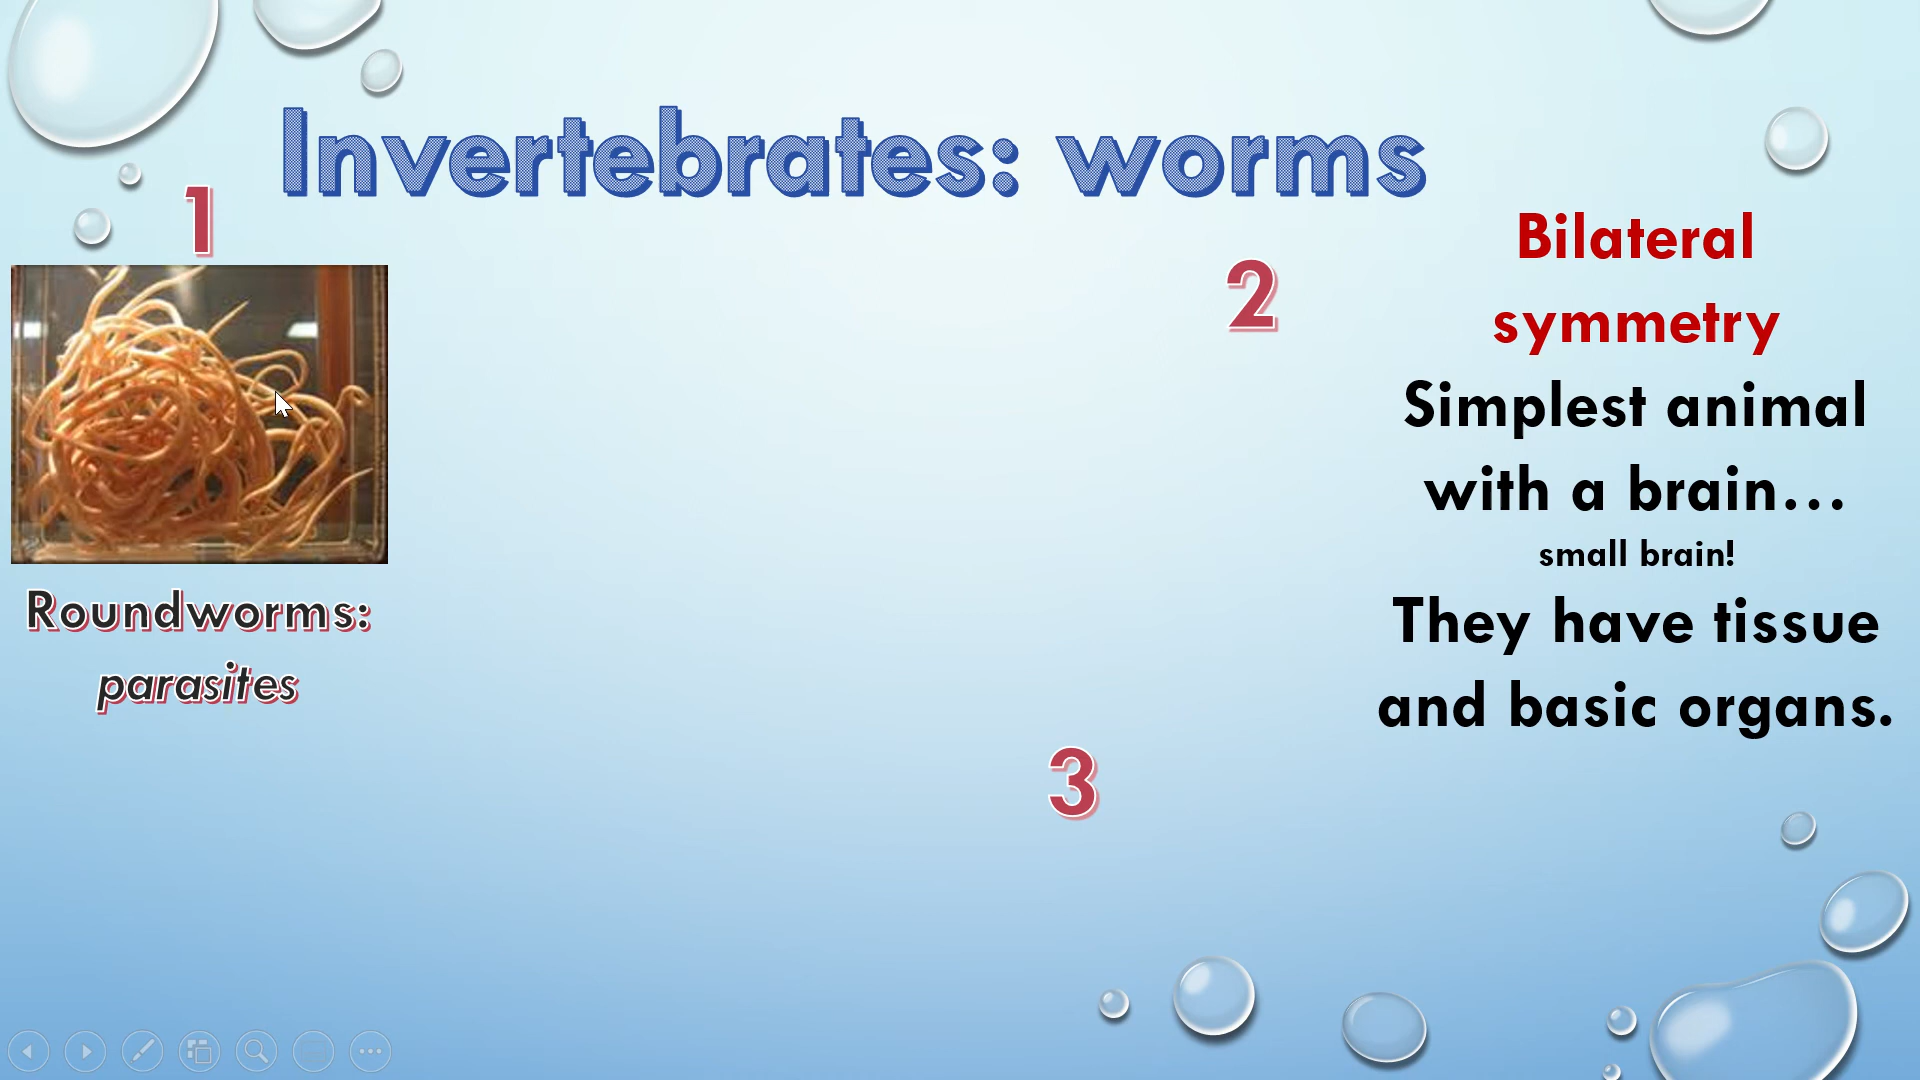 Invertebrates: worms
1
Roundworms:
parasites
2
3
Bilateral
symmetry
Simplest animal
with a brain...
small brain!
They have tissue
and basic organs.